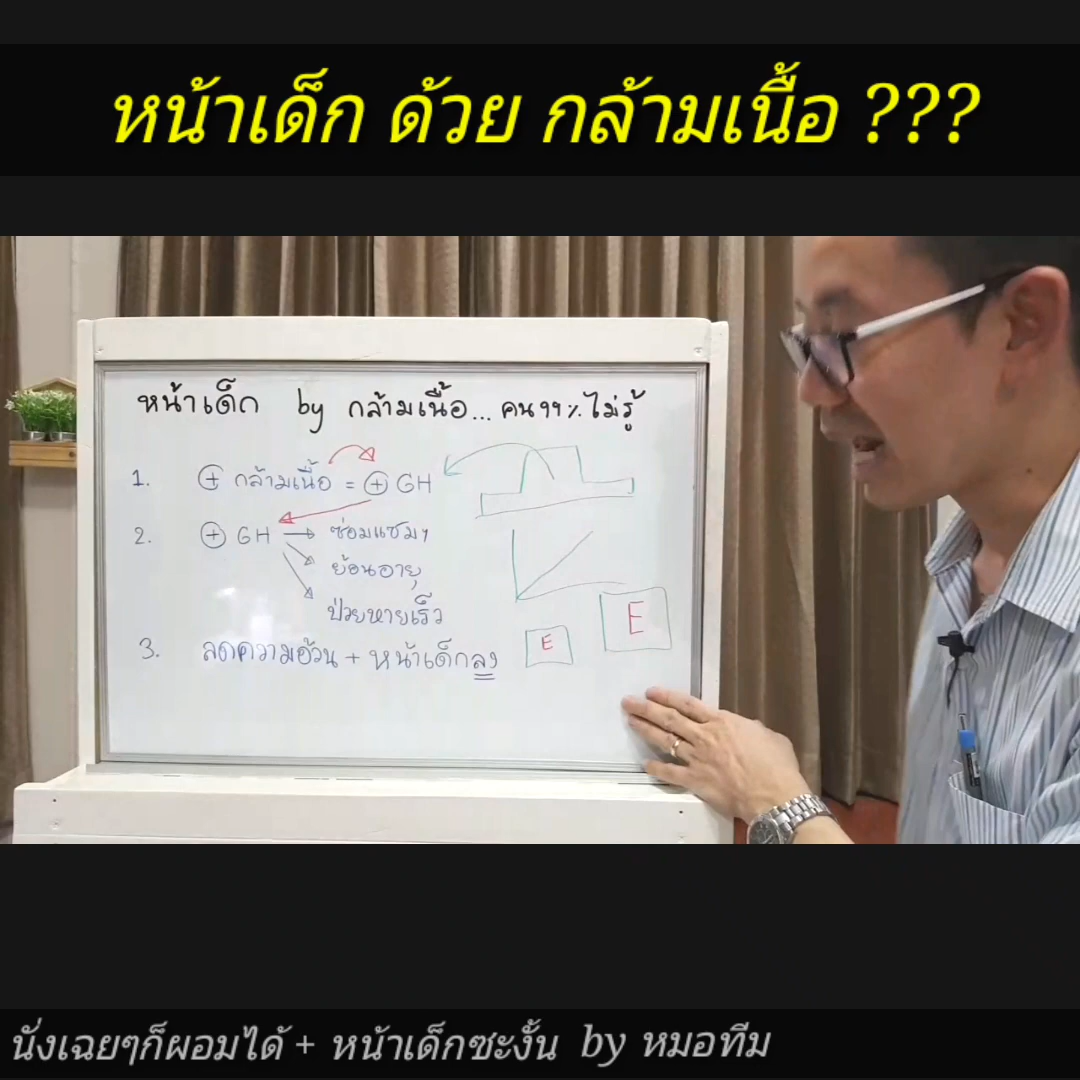 หน้าเด็ก ด้วย กล้ามเนื้อ ???
หน้าเด็ก by กล้ามเนื้อ... คน 99% ไม่รู้
1. ⊕ กล้ามเนื้อ = ⊕ GH
2. ⊕ GH → ซ่อมแซมฯ
→ ย้อนอายุ
→ ป่วยหายเร็ว
3. ลดความอ้วน + หน้าเด็กลง
E
E
นั่งเฉยๆก็ผอมได้ + หน้าเด็กซะงั้น by หมอทีม